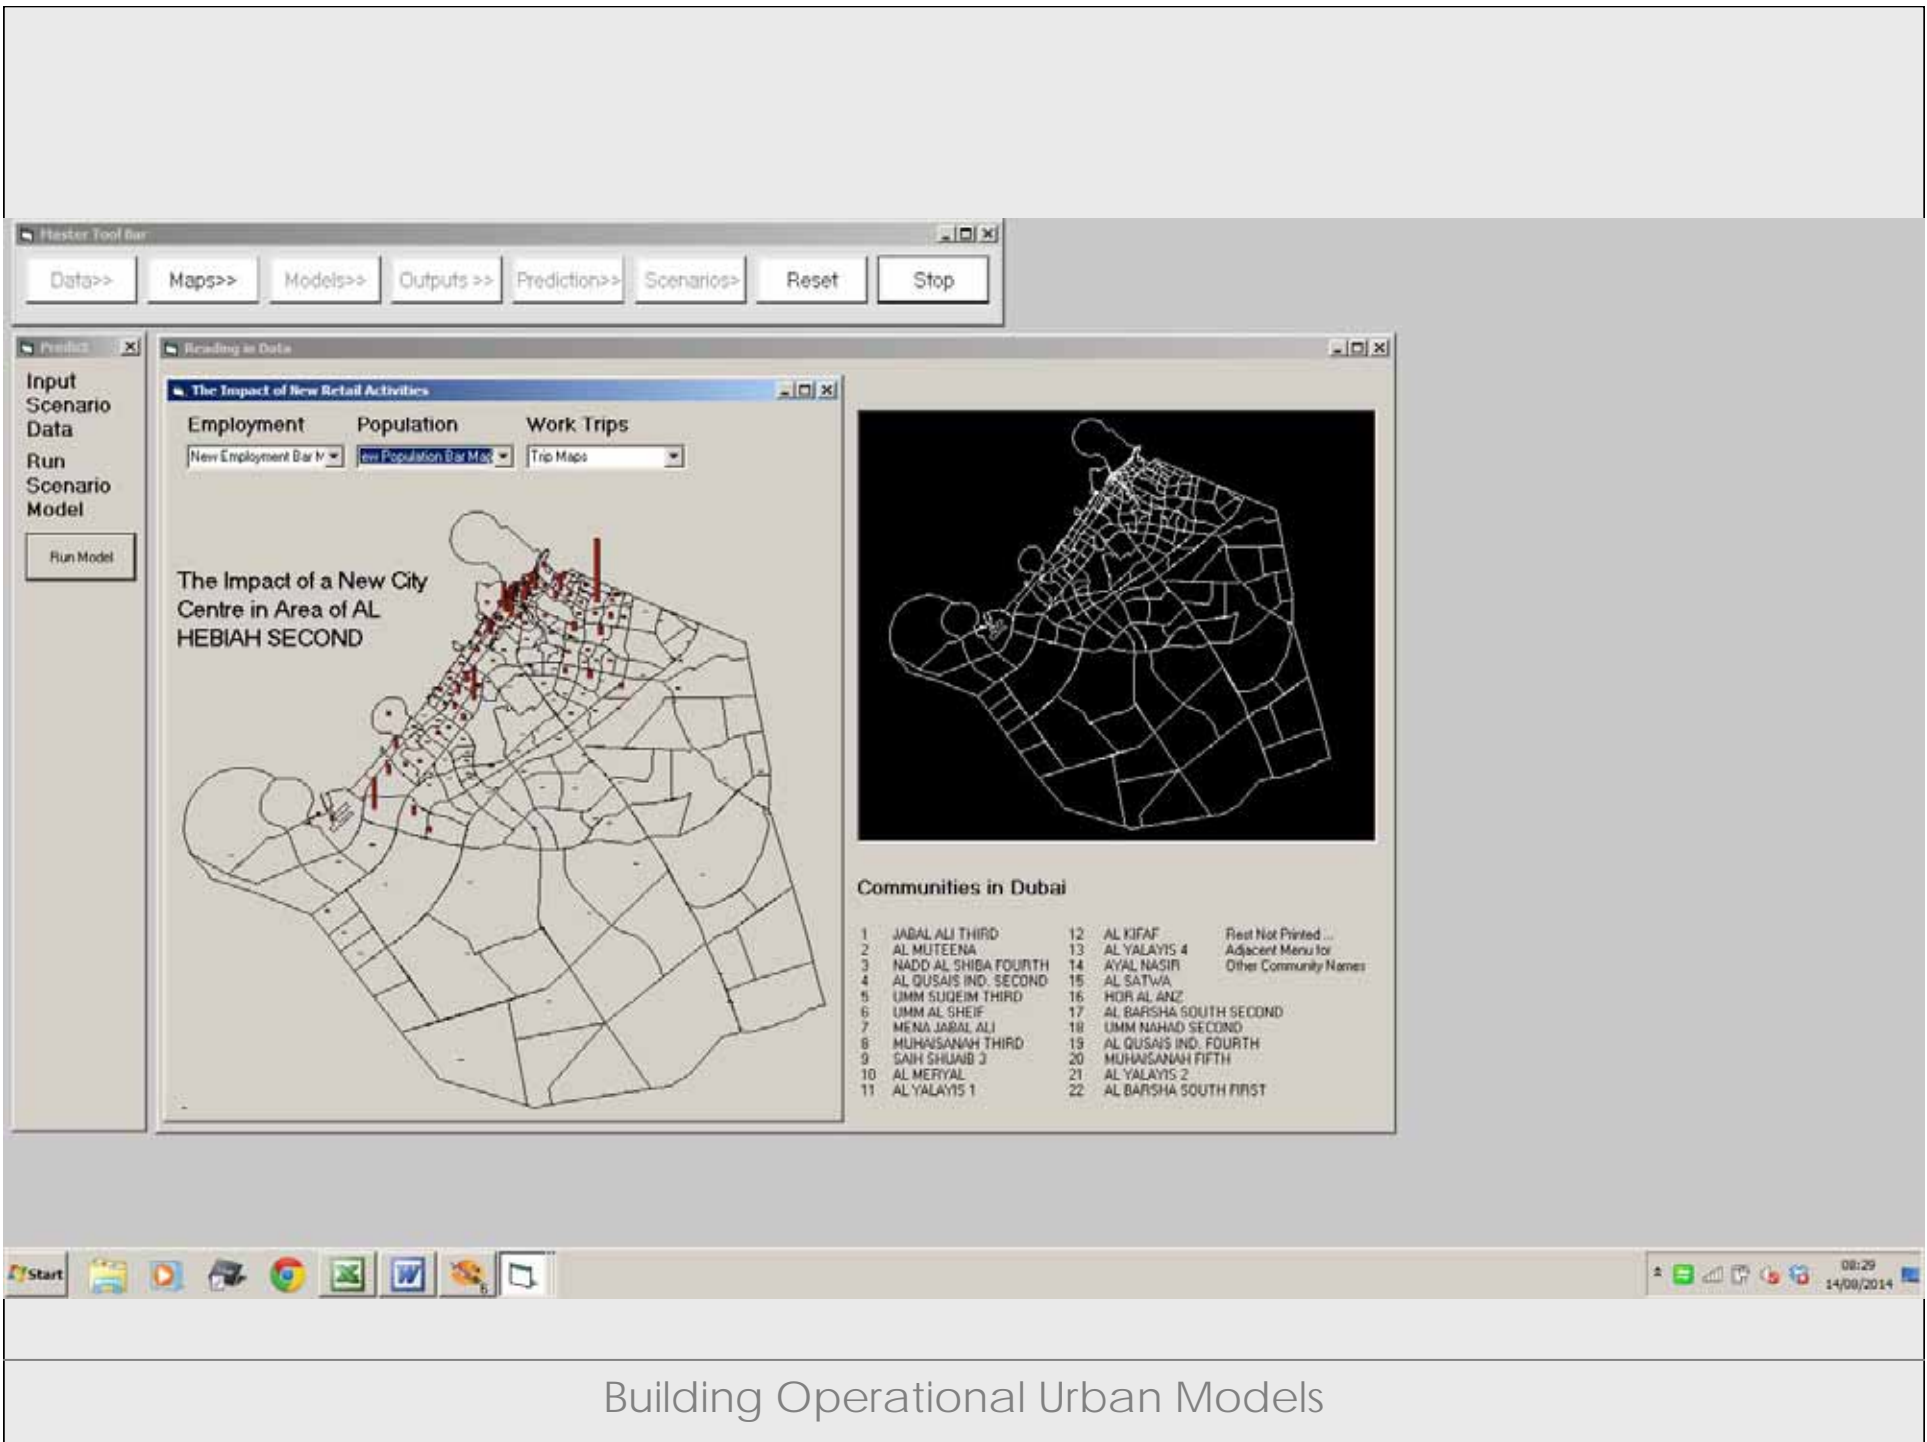 Master Tool Bar
Data>>
Maps>>
Models>>
Outputs >>
Prediction>>
Scenarios>
Reset
Stop
Predict
Input
Scenario
Data
Run
Scenario
Model
Run Model
Reading in Data
The Impact of New Retail Activities
Employment Population Work Trips
New Employment Bar M
ew Population Bar Map
Trip Maps
The Impact of a New City
Centre in Area of AL
HEBIAH SECOND
Communities in Dubai
1 JABAL ALI THIRD
2 AL MUTEENA
3 NADD AL SHIBA FOURTH
4 AL QUSAIS IND. SECOND
5 UMM SUQEIM THIRD
6 UMM AL SHEIF
7 MENA JABAL ALI
8 MUHAISANAH THIRD
9 SAIH SHUAIB 3
10 AL MERYAL
11 AL YALAYIS 1
12 AL KIFAF
13 AL YALAYIS 4
14 AYAL NASIR
15 AL SATWA
16 HOR AL ANZ
17 AL BARSHA SOUTH SECOND
18 UMM NAHAD SECOND
19 AL QUSAIS IND. FOURTH
20 MUHAISANAH FIFTH
21 AL YALAYIS 2
22 AL BARSHA SOUTH FIRST
Rest Not Printed ...
Adjacent Menu for
Other Community Names
Start
6
08:29
14/08/2014
Building Operational Urban Models